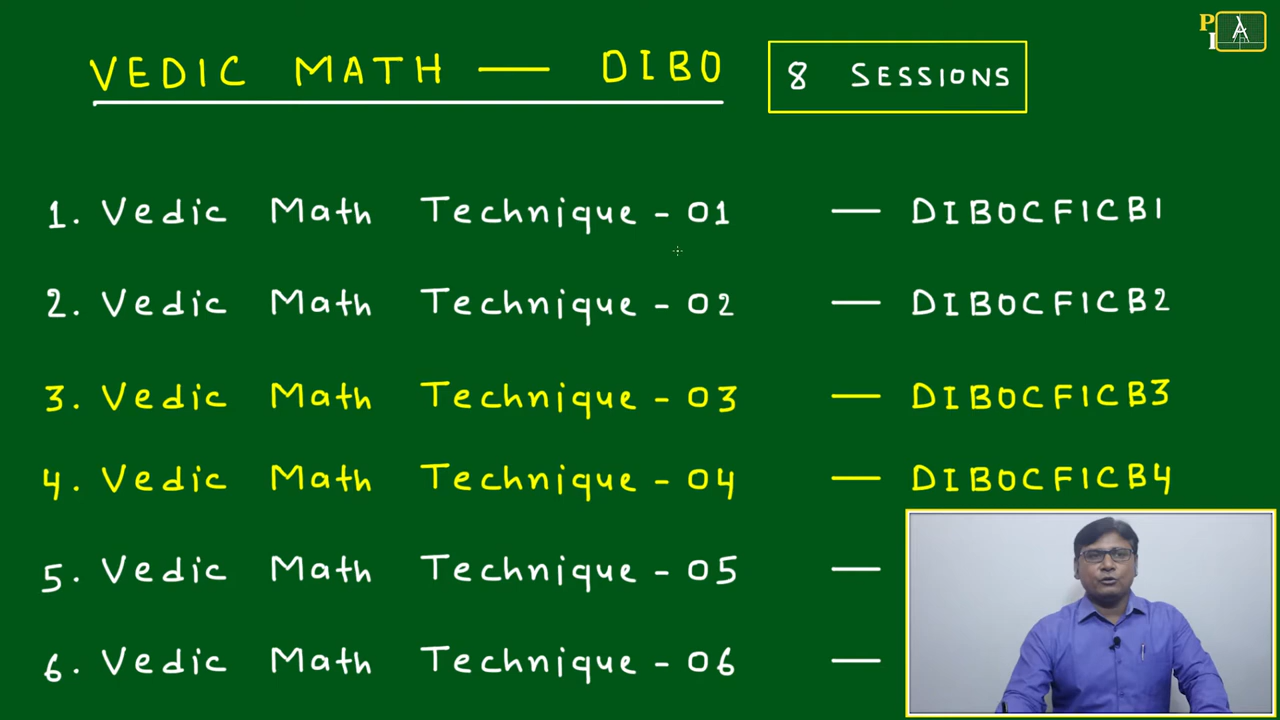 VEDIC MATH — DIBO
8 SESSIONS
P
I
1. Vedic Math Technique - 01 — DIBOCFICB1
2. Vedic Math Technique - 02 — DIBOCFICB2
3. Vedic Math Technique - 03 — DIBOCFICB3
4. Vedic Math Technique - 04 — DIBOCFICB4
5. Vedic Math Technique - 05 —
6. Vedic Math Technique - 06 —